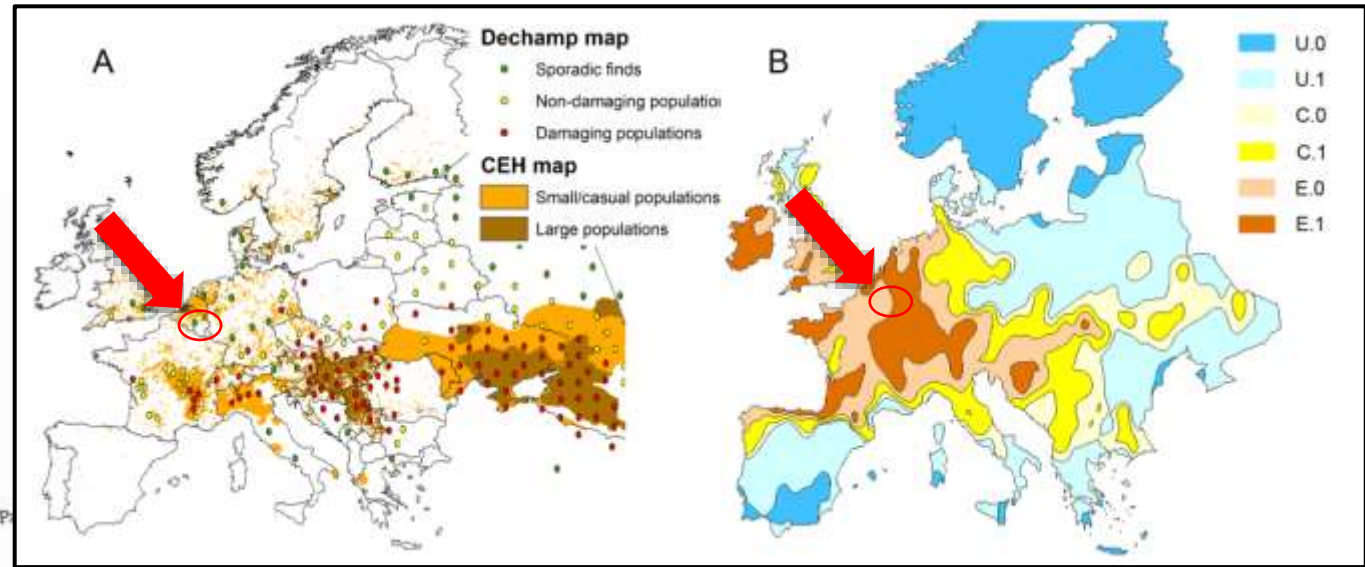 A
Dechamp map
Sporadic finds
Non-damaging populatio
Damaging populations
CEH map
Small/casual populations
Large populations
B
U.0
U.1
C.0
C.1
E.0
E.1
P